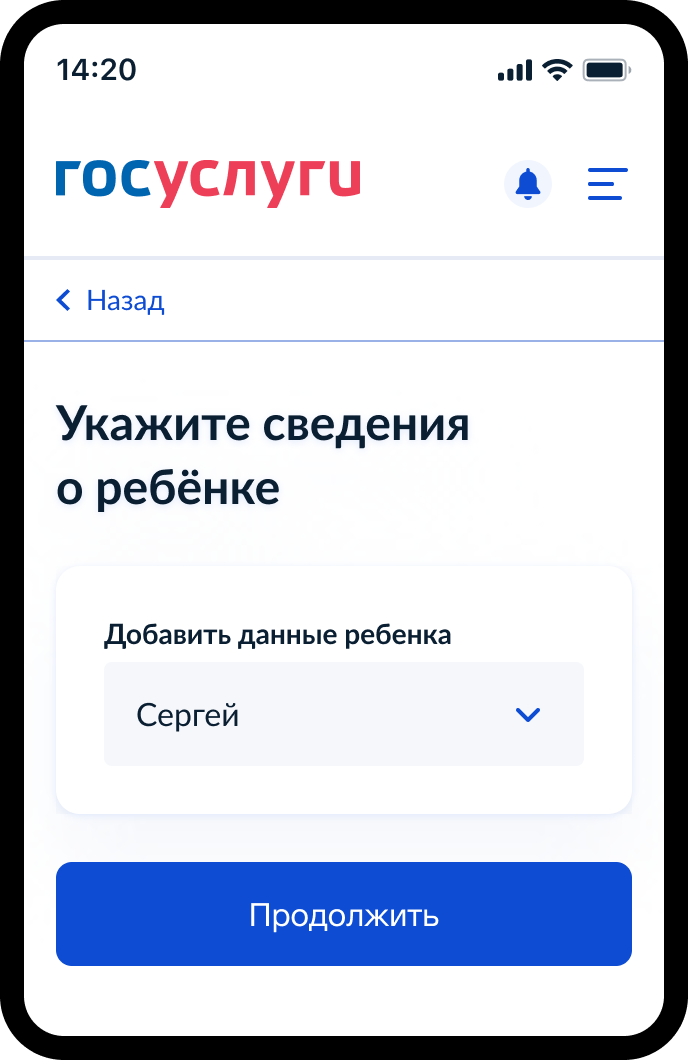 14:20
госуслуги
Назад
Укажите сведения
о ребёнке
Добавить данные ребенка
Сергей
Продолжить